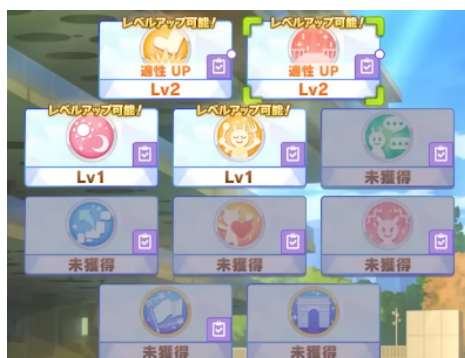 レベルアップ可能！ レベルアップ可能！
適性 UP 適性 UP
Lv2 Lv2
レベルアップ可能！ レベルアップ可能！
Lv1 Lv1 未獲得
未獲得 未獲得 未獲得
未獲得 未獲得